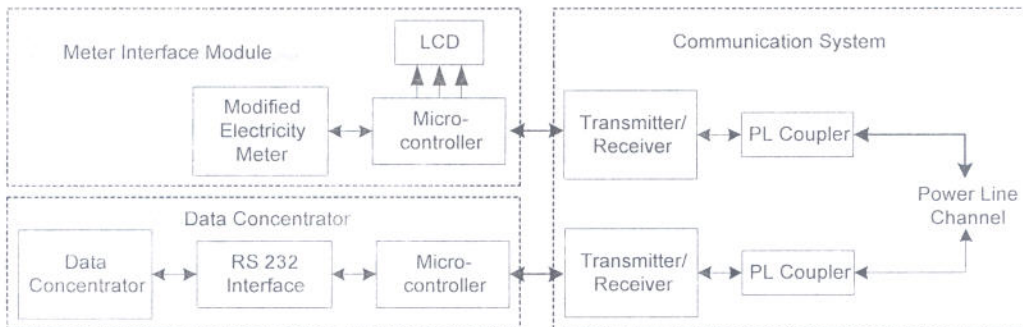 Meter Interface Module
LCD
Communication System
Modified
Electricity
Meter
Micro-
controller
Transmitter/
Receiver
PL Coupler
Power Line
Channel
Data Concentrator
Data
Concentrator
RS 232
Interface
Micro-
controller
Transmitter/
Receiver
PL Coupler